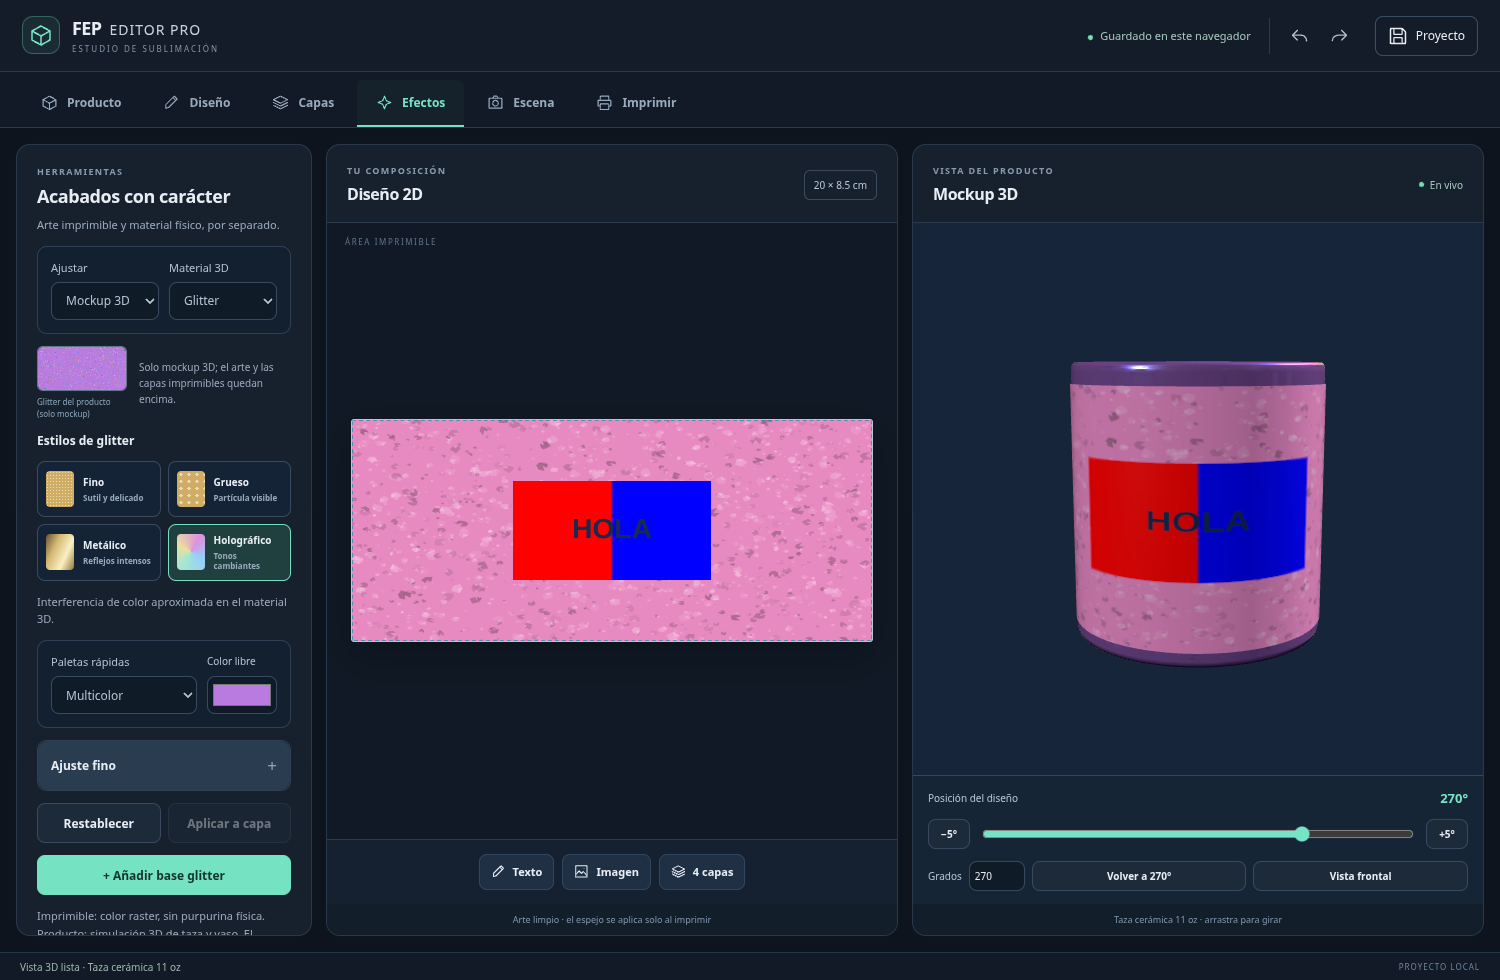 FEP EDITOR PRO
ESTUDIO DE SUBLIMACIÓN
Guardado en este navegador
Proyecto
Producto
Diseño
Capas
Efectos
Escena
Imprimir
HERRAMIENTAS
Acabados con carácter
Arte imprimible y material físico, por separado.
Ajustar
Material 3D
Mockup 3D
Glitter
Glitter del producto
(solo mockup)
Solo mockup 3D; el arte y las
capas imprimibles quedan
encima.
Estilos de glitter
Fino
Sutil y delicado
Grueso
Partícula visible
Metálico
Reflejos intensos
Holográfico
Tonos
cambiantes
Interferencia de color aproximada en el material
3D.
Paletas rápidas
Color libre
Multicolor
Ajuste fino
+
Restablecer
Aplicar a capa
+ Añadir base glitter
Imprimible: color raster, sin purpurina física.
Producto: simulación 3D de taza y vaso. El
TU COMPOSICIÓN
Diseño 2D
20 × 8.5 cm
ÁREA IMPRIMIBLE
HOLA
Texto
Imagen
4 capas
Arte limpio · el espejo se aplica solo al imprimir
VISTA DEL PRODUCTO
Mockup 3D
En vivo
HOLA
Posición del diseño
270°
−5°
+5°
Grados
270
Volver a 270°
Vista frontal
Taza cerámica 11 oz · arrastra para girar
Vista 3D lista · Taza cerámica 11 oz
PROYECTO LOCAL